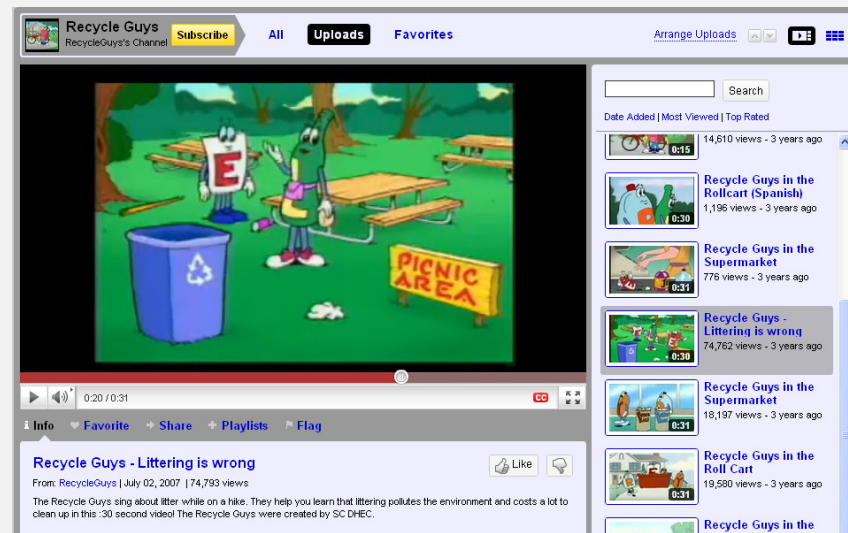 Recycle Guys
RecycleGuys's Channel
Subscribe
All
Uploads
Favorites
Arrange Uploads
E
L
PICNIC
AREA
0:20 / 0:31
CC
Info
Favorite
Share
Playlists
Flag
Recycle Guys - Littering is wrong
Like
From: RecycleGuys | July 02, 2007 | 74,793 views
The Recycle Guys sing about litter while on a hike. They help you learn that littering pollutes the environment and costs a lot to
clean up in this :30 second video! The Recycle Guys were created by SC DHEC.
Search
Date Added | Most Viewed | Top Rated
0:15
14,610 views - 3 years ago
0:30
Recycle Guys in the
Rollcart (Spanish)
1,196 views - 3 years ago
0:31
Recycle Guys in the
Supermarket
776 views - 3 years ago
0:30
Recycle Guys -
Littering is wrong
74,762 views - 3 years ago
0:31
Recycle Guys in the
Supermarket
18,197 views - 3 years ago
0:31
Recycle Guys in the
Roll Cart
19,580 views - 3 years ago
Recycle Guys in the